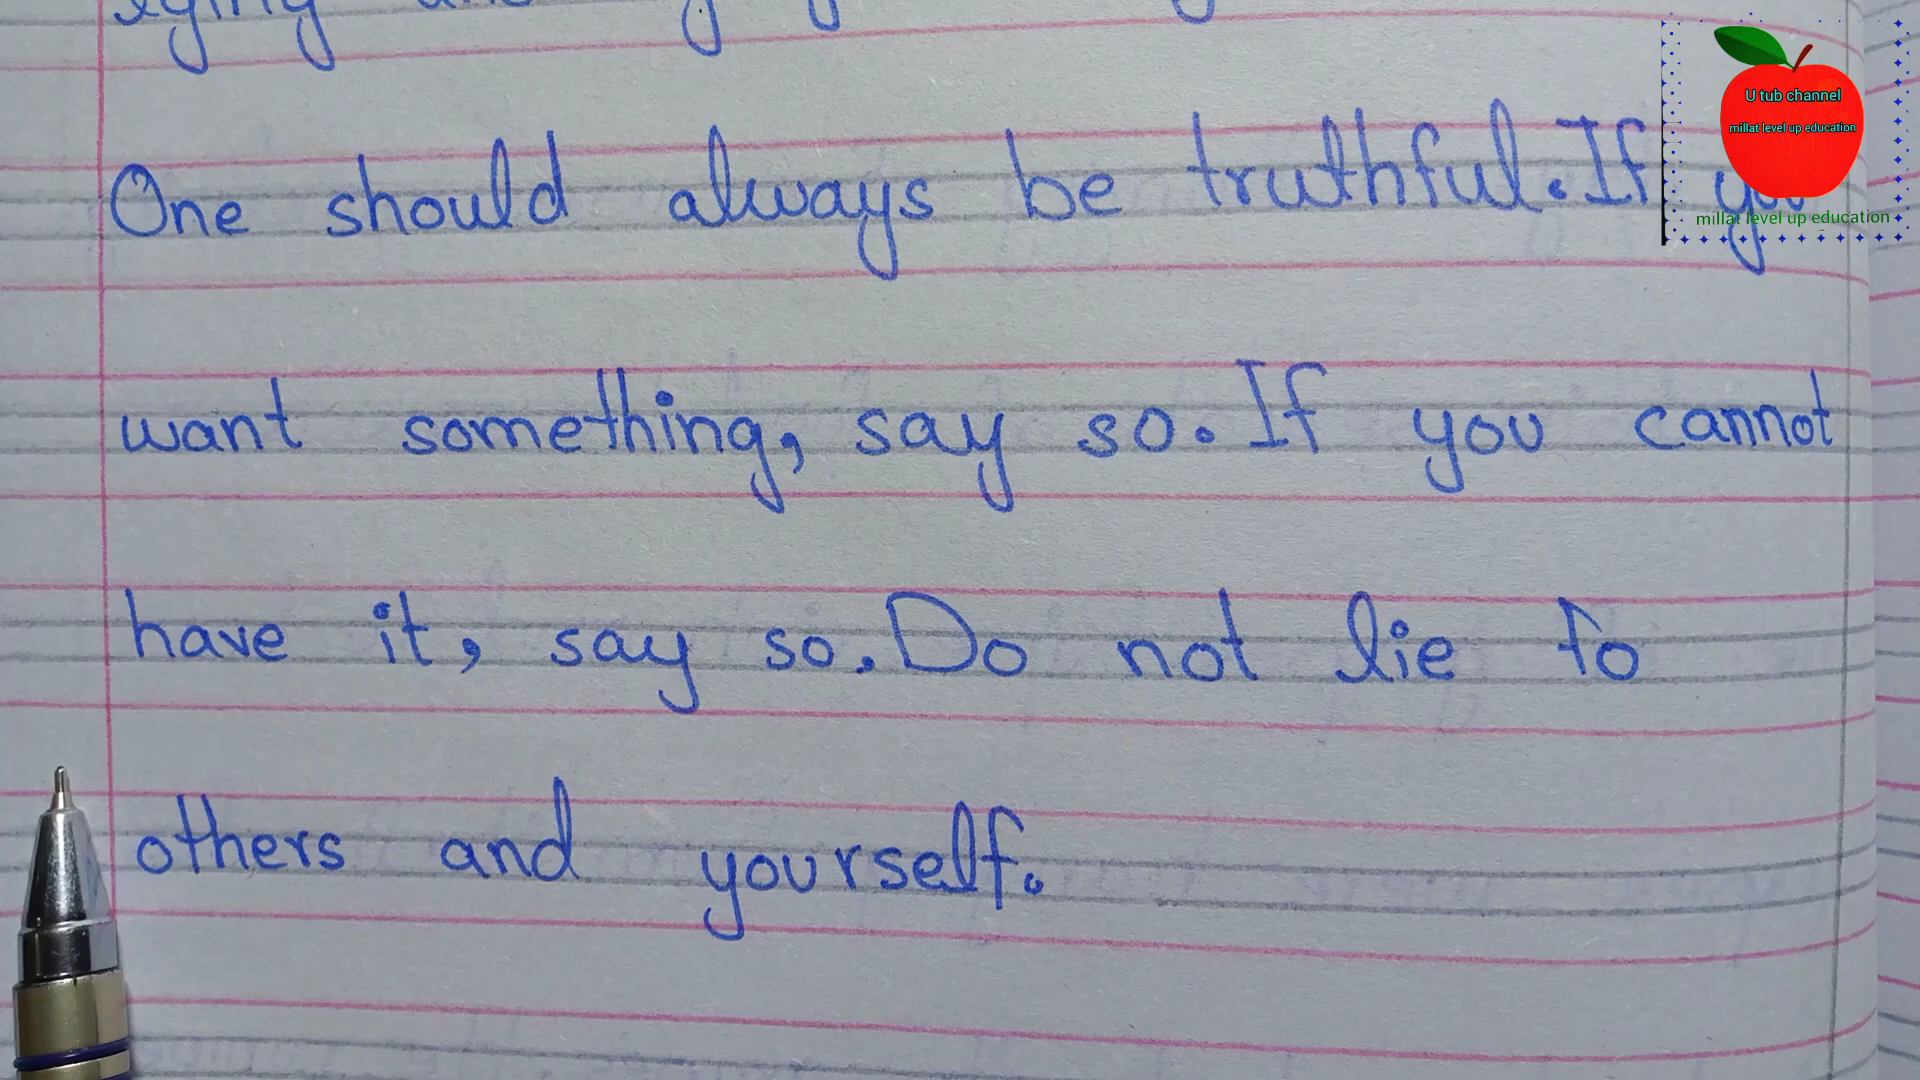 lying
U tub channel
millat level up education
One should always be truthful. If you
millat level up education
want something, say so. If you cannot
have it, say so. Do not lie to
others and yourself.